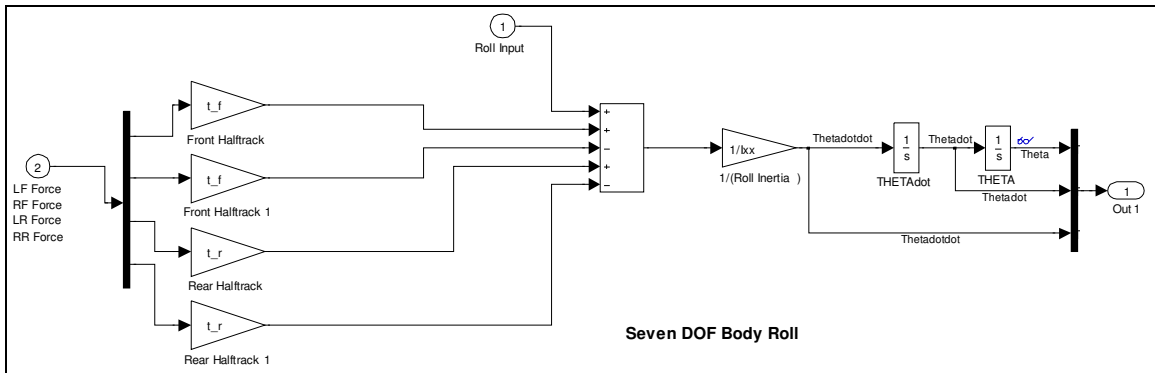 1
Roll Input
t_f
Front Halftrack
2
LF Force
RF Force
LR Force
RR Force
t_f
Front Halftrack 1
t_r
Rear Halftrack
t_r
Rear Halftrack 1
+
+
−
+
−
1/Ixx
1/(Roll Inertia )
Thetadotdot
1
s
THETAdot
Thetadot
1
s
THETA
Theta
Thetadot
Thetadotdot
1
Out 1
Seven DOF Body Roll